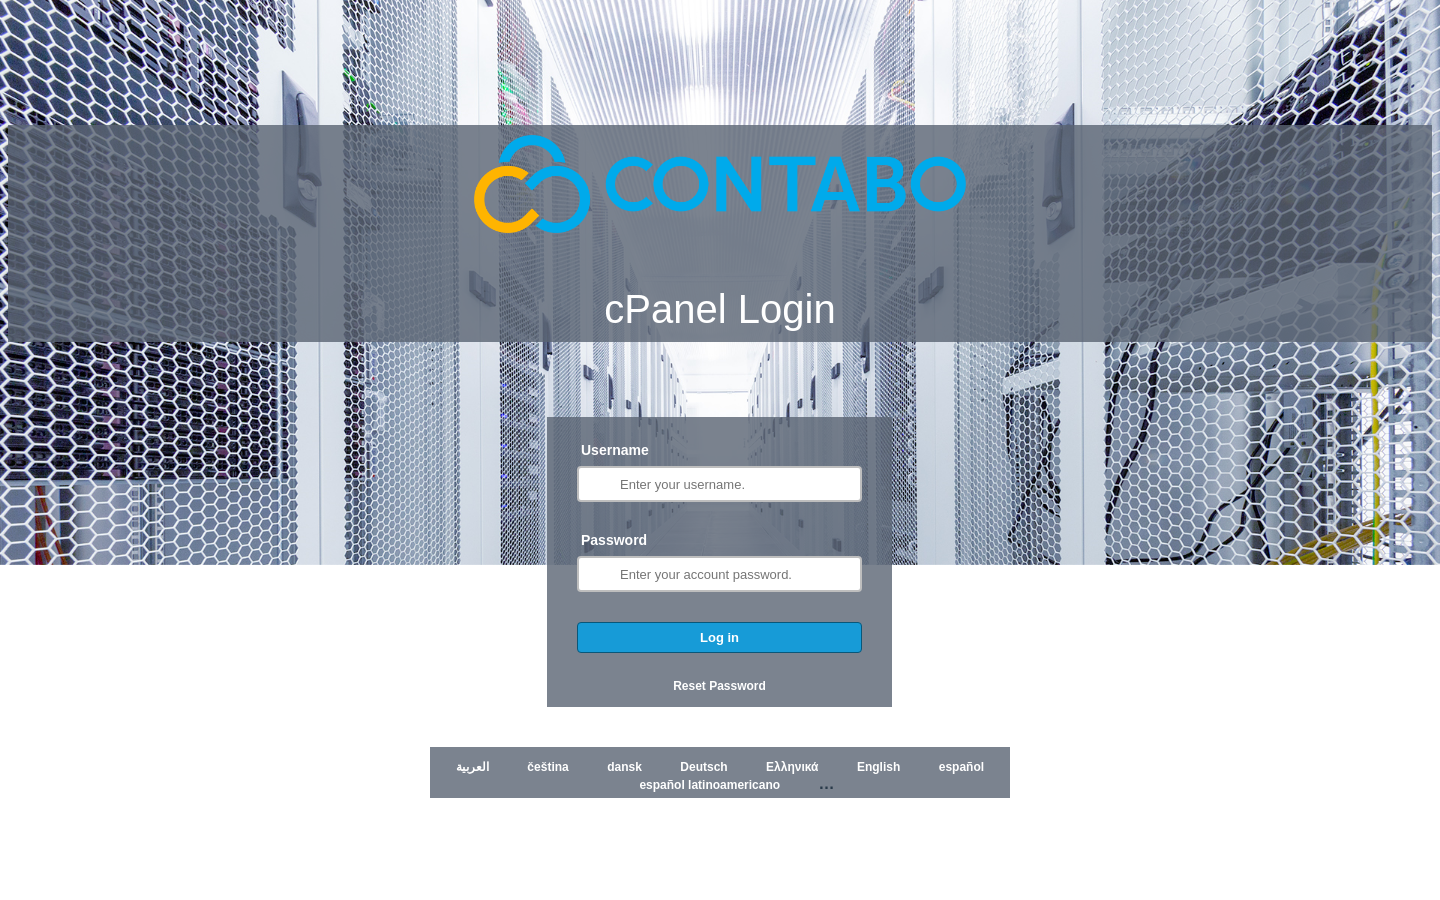 CONTABO
cPanel Login
Username
Enter your username.
Password
Enter your account password.
Log in
Reset Password
العربية čeština dansk Deutsch Ελληνικά English español
español latinoamericano ...